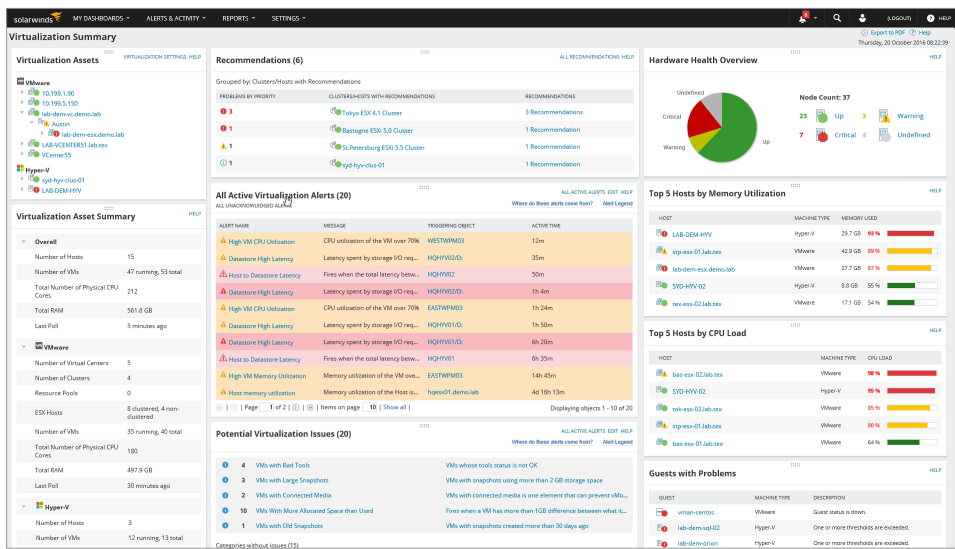 solarwinds MY DASHBOARDS ALERTS & ACTIVITY REPORTS SETTINGS (LOGOUT) ? HELP
Export to PDF ? Help
Virtualization Summary
Thursday, 20 October 2016 08:22:39
Virtualization Assets VIRTUALIZATION SETTINGS HELP
VMware
10.199.1.90
10.199.5.150
lab-dem-vc.demo.lab
Austin
lab-dem-esx.demo.lab
LAB-VCENTER51.lab.tex
VCenter55
Hyper-V
syd-hyv-clus-01
LAB-DEM-HYV
Virtualization Asset Summary HELP
Overall
Number of Hosts 15
Number of VMs 47 running, 53 total
Total Number of Physical CPU Cores 212
Total RAM 561.8 GB
Last Poll 5 minutes ago
VMware
Number of Virtual Centers 5
Number of Clusters 4
Resource Pools 0
ESX Hosts 8 clustered, 4 non-clustered
Number of VMs 35 running, 40 total
Total Number of Physical CPU Cores 180
Total RAM 497.9 GB
Last Poll 30 minutes ago
Hyper-V
Number of Hosts 3
Number of VMs 12 running, 13 total
Recommendations (6) ALL RECOMMENDATIONS HELP
Grouped by: Clusters/Hosts with Recommendations
PROBLEMS BY PRIORITY CLUSTERS/HOSTS WITH RECOMMENDATIONS RECOMMENDATIONS
3 Tokyo ESX 4.1 Cluster 3 Recommendations
1 Bastogne ESXi 5.0 Cluster 1 Recommendation
1 St.Petersburg ESXi 5.5 Cluster 1 Recommendation
1 syd-hyv-clus-01 1 Recommendation
All Active Virtualization Alerts (20) ALL ACTIVE ALERTS EDIT HELP
ALL UNACKNOWLEDGED ALERTS Where do these alerts come from? Alert Legend
ALERT NAME MESSAGE TRIGGERING OBJECT ACTIVE TIME
High VM CPU Utilization CPU utilization of the VM over 70% WESTWPM03 12m
Datastore High Latency Latency spent by storage I/O req... HQHYV02/D: 35m
Host to Datastore Latency Fires when the total latency betw... HQHYV02 50m
Datastore High Latency Latency spent by storage I/O req... HQHYV02/D: 1h 4m
High VM CPU Utilization CPU utilization of the VM over 70% EASTWPM03 1h 24m
Datastore High Latency Latency spent by storage I/O req... HQHYV01/D: 1h 50m
Datastore High Latency Latency spent by storage I/O req... HQHYV01/D: 6h 20m
Host to Datastore Latency Fires when the total latency betw... HQHYV01 6h 35m
High VM Memory Utilization Memory utilization of the VM ove... EASTWPM03 14h 45m
Host memory utilization Memory utilization of the Host is... hqesx01.demo.lab 4d 16h 13m
| Page 1 of 2 | Items on page 10 | Show all | Displaying objects 1 - 10 of 20
Potential Virtualization Issues (20) ALL ACTIVE ALERTS EDIT HELP
Where do these alerts come from? Alert Legend
4 VMs with Bad Tools VMs whose tools status is not OK
3 VMs with Large Snapshots VMs with snapshots using more than 2 GB storage space
2 VMs with Connected Media VMs with connected media is one element that can prevent vMo...
10 VMs With More Allocated Space than Used Fires when a VM has more than 1GB difference between what it...
1 VMs with Old Snapshots VMs with snapshots created more than 30 days ago
Categories without issues (15)
Hardware Health Overview HELP
Undefined
Critical
Warning
Up
Node Count: 37
23 Up 3 Warning
7 Critical 4 Undefined
Top 5 Hosts by Memory Utilization HELP
HOST MACHINE TYPE MEMORY USED
LAB-DEM-HYV Hyper-V 29.7 GB 93 %
stp-esx-01.lab.tex VMware 42.9 GB 89 %
lab-dem-esx.demo.lab VMware 27.7 GB 87 %
SYD-HYV-02 Hyper-V 8.8 GB 55 %
tex-esx-02.lab.tex VMware 17.1 GB 54 %
Top 5 Hosts by CPU Load HELP
HOST MACHINE TYPE CPU LOAD
bas-esx-02.lab.tex VMware 98 %
SYD-HYV-02 Hyper-V 95 %
tok-esx-02.lab.tex VMware 85 %
stp-esx-01.lab.tex VMware 80 %
bas-esx-01.lab.tex VMware 64 %
Guests with Problems HELP
GUEST MACHINE TYPE DESCRIPTION
vman-centos VMware Guest status is down.
lab-dem-sql-02 Hyper-V One or more thresholds are exceeded.
lab-dem-orion Hyper-V One or more thresholds are exceeded.